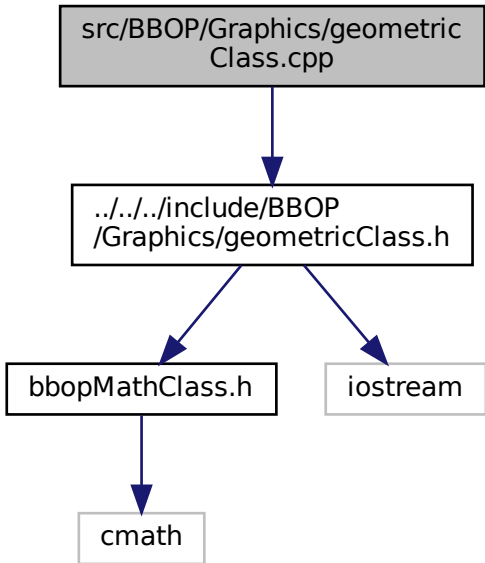 src/BBOP/Graphics/geometric
Class.cpp
../../../include/BBOP
/Graphics/geometricClass.h
bbopMathClass.h
iostream
cmath